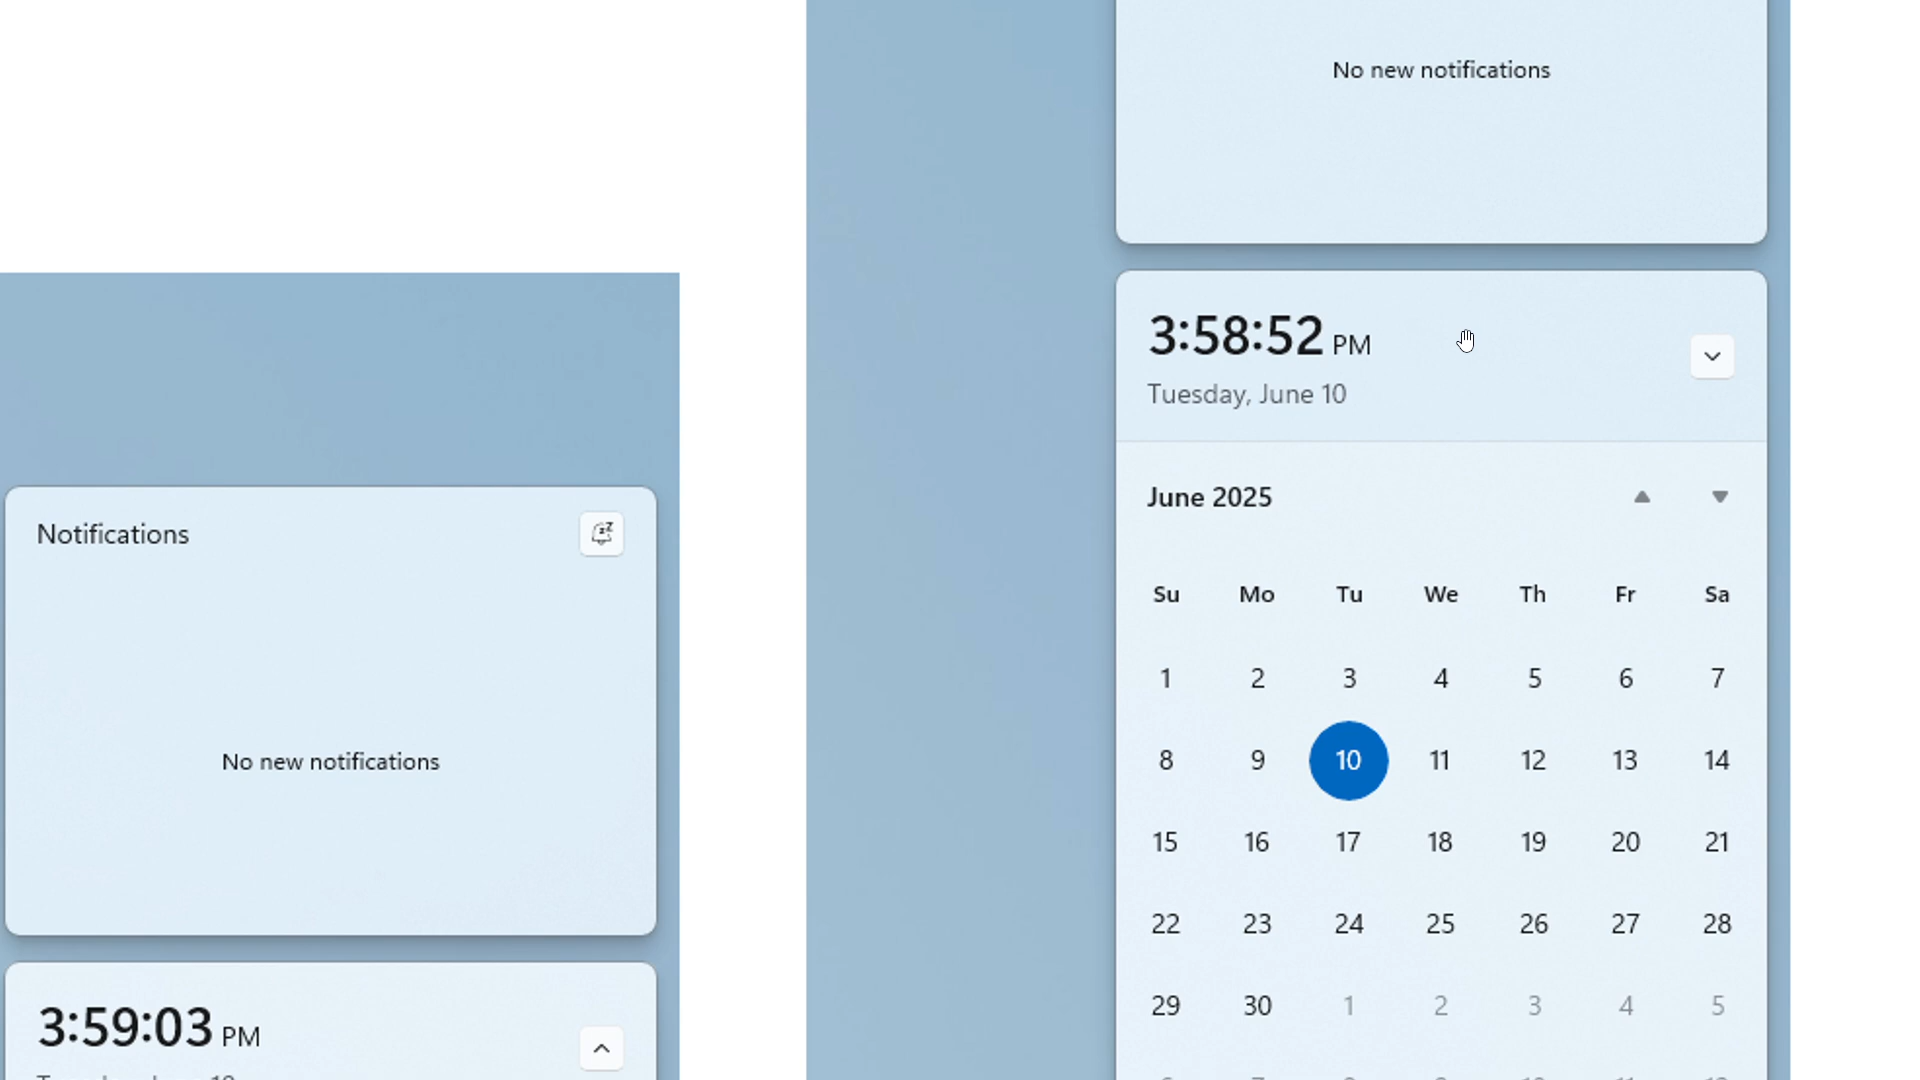 Notifications
No new notifications
3:59:03 PM
No new notifications
3:58:52 PM
Tuesday, June 10
June 2025
Su Mo Tu We Th Fr Sa
1 2 3 4 5 6 7
8 9 10 11 12 13 14
15 16 17 18 19 20 21
22 23 24 25 26 27 28
29 30 1 2 3 4 5